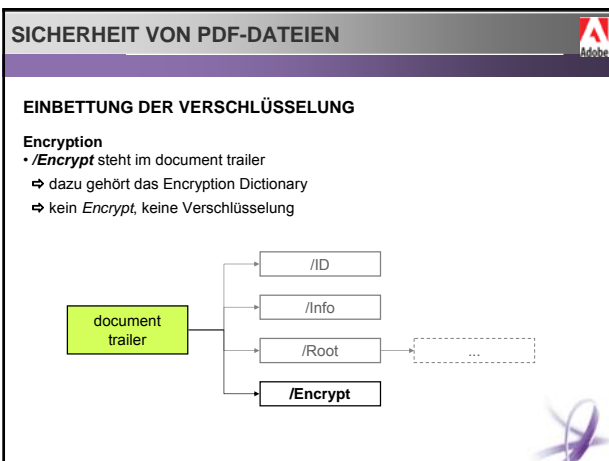 SICHERHEIT VON PDF-DATEIEN
Adobe
EINBETTUNG DER VERSCHLÜSSELUNG
Encryption
• /Encrypt steht im document trailer
⇨ dazu gehört das Encryption Dictionary
⇨ kein Encrypt, keine Verschlüsselung
/ID
/Info
document
trailer
/Root
...
/Encrypt